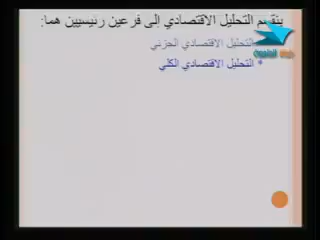 ينقسم التحليل الاقتصادي الى فرعين رئيسيين هما:
التحليل الاقتصادي الجزئي
* التحليل الاقتصادي الكلي